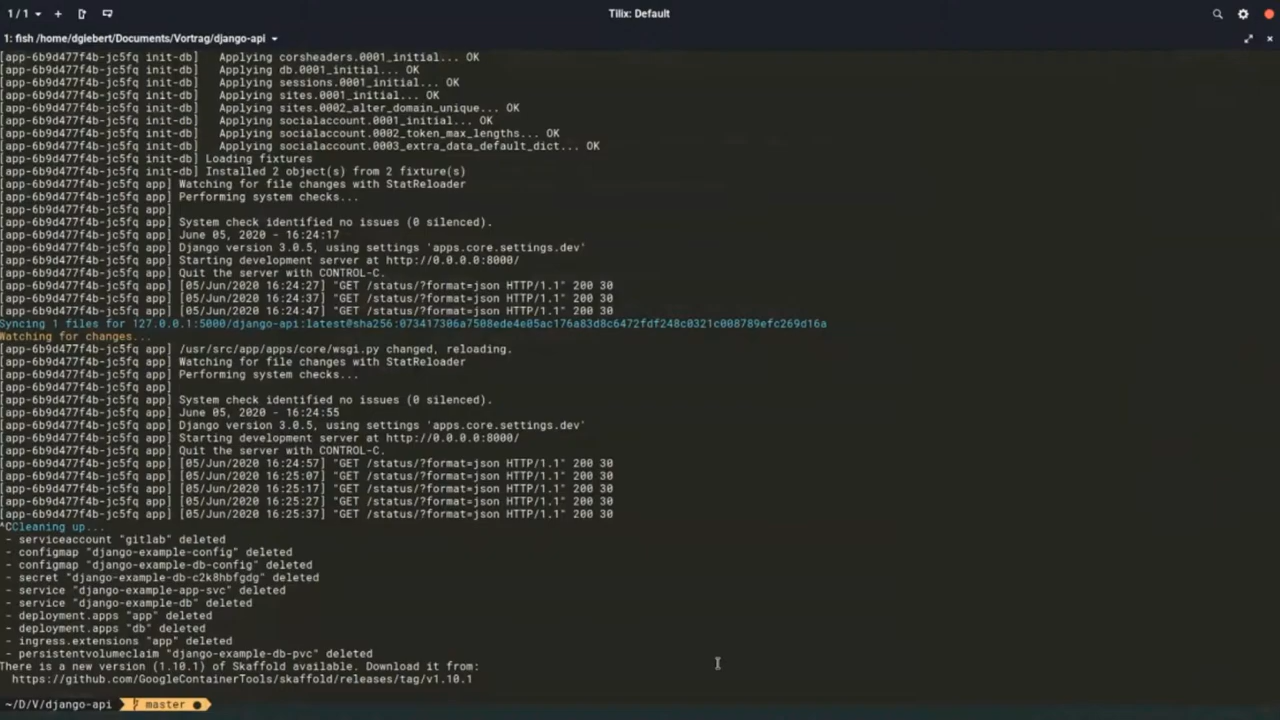 1 / 1
Tilix: Default
1: fish /home/dgiebert/Documents/Vortrag/django-api
[app-6b9d477f4b-jc5fq init-db]   Applying corsheaders.0001_initial... OK
[app-6b9d477f4b-jc5fq init-db]   Applying db.0001_initial... OK
[app-6b9d477f4b-jc5fq init-db]   Applying sessions.0001_initial... OK
[app-6b9d477f4b-jc5fq init-db]   Applying sites.0001_initial... OK
[app-6b9d477f4b-jc5fq init-db]   Applying sites.0002_alter_domain_unique... OK
[app-6b9d477f4b-jc5fq init-db]   Applying socialaccount.0001_initial... OK
[app-6b9d477f4b-jc5fq init-db]   Applying socialaccount.0002_token_max_lengths... OK
[app-6b9d477f4b-jc5fq init-db]   Applying socialaccount.0003_extra_data_default_dict... OK
[app-6b9d477f4b-jc5fq init-db] Loading fixtures
[app-6b9d477f4b-jc5fq init-db] Installed 2 object(s) from 2 fixture(s)
[app-6b9d477f4b-jc5fq app] Watching for file changes with StatReloader
[app-6b9d477f4b-jc5fq app] Performing system checks...
[app-6b9d477f4b-jc5fq app]
[app-6b9d477f4b-jc5fq app] System check identified no issues (0 silenced).
[app-6b9d477f4b-jc5fq app] June 05, 2020 - 16:24:17
[app-6b9d477f4b-jc5fq app] Django version 3.0.5, using settings 'apps.core.settings.dev'
[app-6b9d477f4b-jc5fq app] Starting development server at http://0.0.0.0:8000/
[app-6b9d477f4b-jc5fq app] Quit the server with CONTROL-C.
[app-6b9d477f4b-jc5fq app] [05/Jun/2020 16:24:27] "GET /status/?format=json HTTP/1.1" 200 30
[app-6b9d477f4b-jc5fq app] [05/Jun/2020 16:24:37] "GET /status/?format=json HTTP/1.1" 200 30
[app-6b9d477f4b-jc5fq app] [05/Jun/2020 16:24:47] "GET /status/?format=json HTTP/1.1" 200 30
Syncing 1 files for 127.0.0.1:5000/django-api:latest@sha256:073417306a7508ede4e05ac176a83d8c6472fdf248c0321c008789efc269d16a
Watching for changes...
[app-6b9d477f4b-jc5fq app] /usr/src/app/apps/core/wsgi.py changed, reloading.
[app-6b9d477f4b-jc5fq app] Watching for file changes with StatReloader
[app-6b9d477f4b-jc5fq app] Performing system checks...
[app-6b9d477f4b-jc5fq app]
[app-6b9d477f4b-jc5fq app] System check identified no issues (0 silenced).
[app-6b9d477f4b-jc5fq app] June 05, 2020 - 16:24:55
[app-6b9d477f4b-jc5fq app] Django version 3.0.5, using settings 'apps.core.settings.dev'
[app-6b9d477f4b-jc5fq app] Starting development server at http://0.0.0.0:8000/
[app-6b9d477f4b-jc5fq app] Quit the server with CONTROL-C.
[app-6b9d477f4b-jc5fq app] [05/Jun/2020 16:24:57] "GET /status/?format=json HTTP/1.1" 200 30
[app-6b9d477f4b-jc5fq app] [05/Jun/2020 16:25:07] "GET /status/?format=json HTTP/1.1" 200 30
[app-6b9d477f4b-jc5fq app] [05/Jun/2020 16:25:17] "GET /status/?format=json HTTP/1.1" 200 30
[app-6b9d477f4b-jc5fq app] [05/Jun/2020 16:25:27] "GET /status/?format=json HTTP/1.1" 200 30
[app-6b9d477f4b-jc5fq app] [05/Jun/2020 16:25:37] "GET /status/?format=json HTTP/1.1" 200 30
^CCleaning up...
 - serviceaccount "gitlab" deleted
 - configmap "django-example-config" deleted
 - configmap "django-example-db-config" deleted
 - secret "django-example-db-c2k8hbfgdg" deleted
 - service "django-example-app-svc" deleted
 - service "django-example-db" deleted
 - deployment.apps "app" deleted
 - deployment.apps "db" deleted
 - ingress.extensions "app" deleted
 - persistentvolumeclaim "django-example-db-pvc" deleted
There is a new version (1.10.1) of Skaffold available. Download it from:
  https://github.com/GoogleContainerTools/skaffold/releases/tag/v1.10.1
~/D/V/django-api master ●